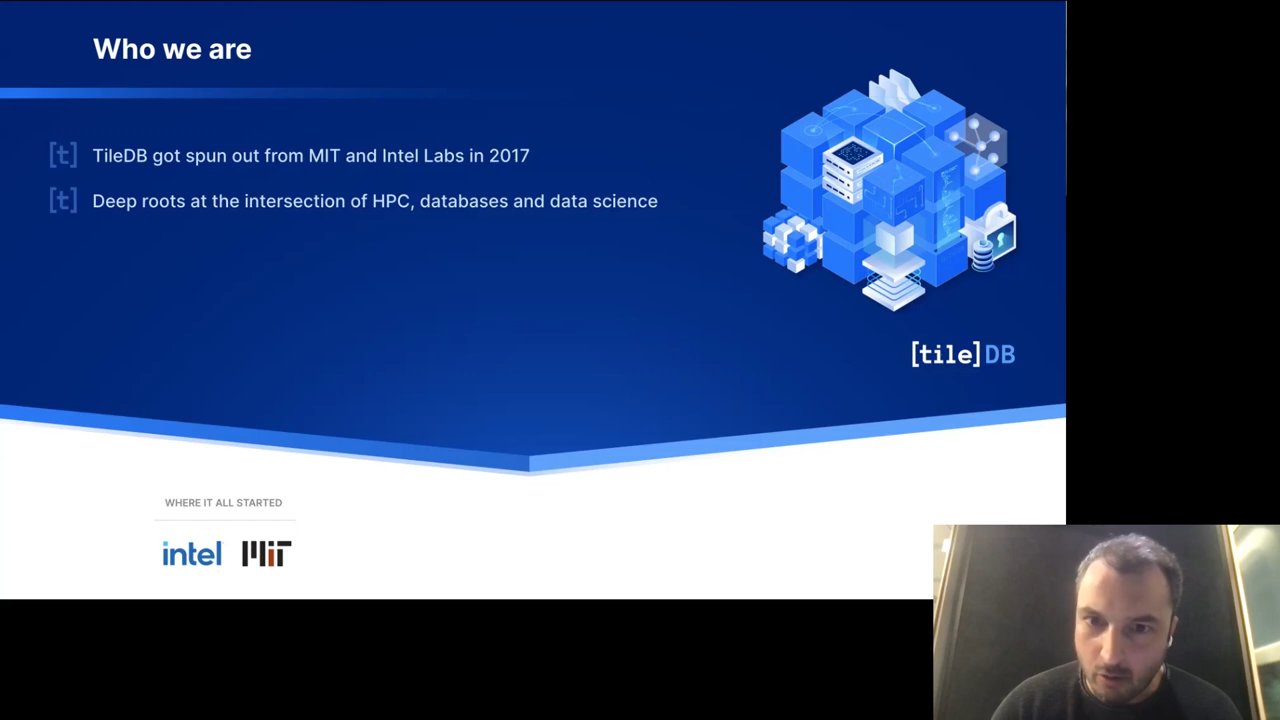 Who we are
[t] TileDB got spun out from MIT and Intel Labs in 2017
[t] Deep roots at the intersection of HPC, databases and data science
[tile]DB
WHERE IT ALL STARTED
intel MIT